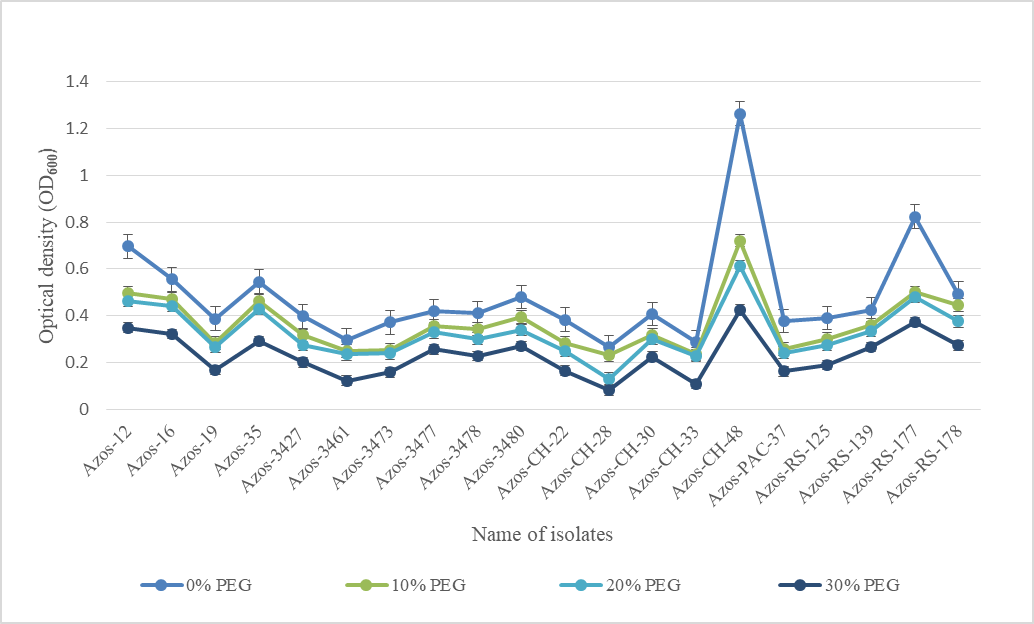 1.4
1.2
1
0.8
0.6
0.4
0.2
0
Optical density (OD600)
Azos-12
Azos-16
Azos-19
Azos-35
Azos-3427
Azos-3461
Azos-3473
Azos-3477
Azos-3478
Azos-3480
Azos-CH-22
Azos-CH-28
Azos-CH-30
Azos-CH-33
Azos-CH-48
Azos-PAC-37
Azos-RS-125
Azos-RS-139
Azos-RS-177
Azos-RS-178
Name of isolates
0% PEG 10% PEG 20% PEG 30% PEG